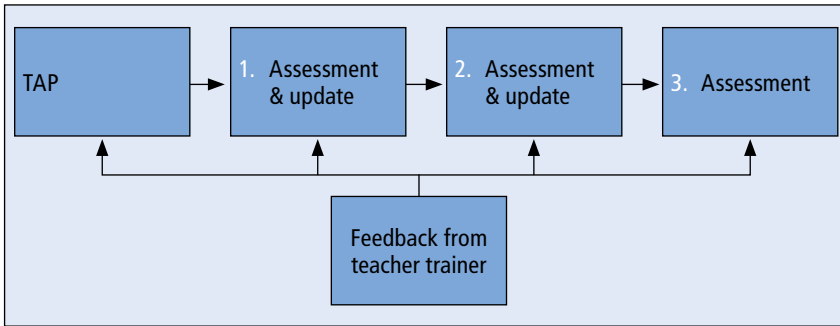 TAP
1. Assessment
& update
2. Assessment
& update
3. Assessment
Feedback from
teacher trainer